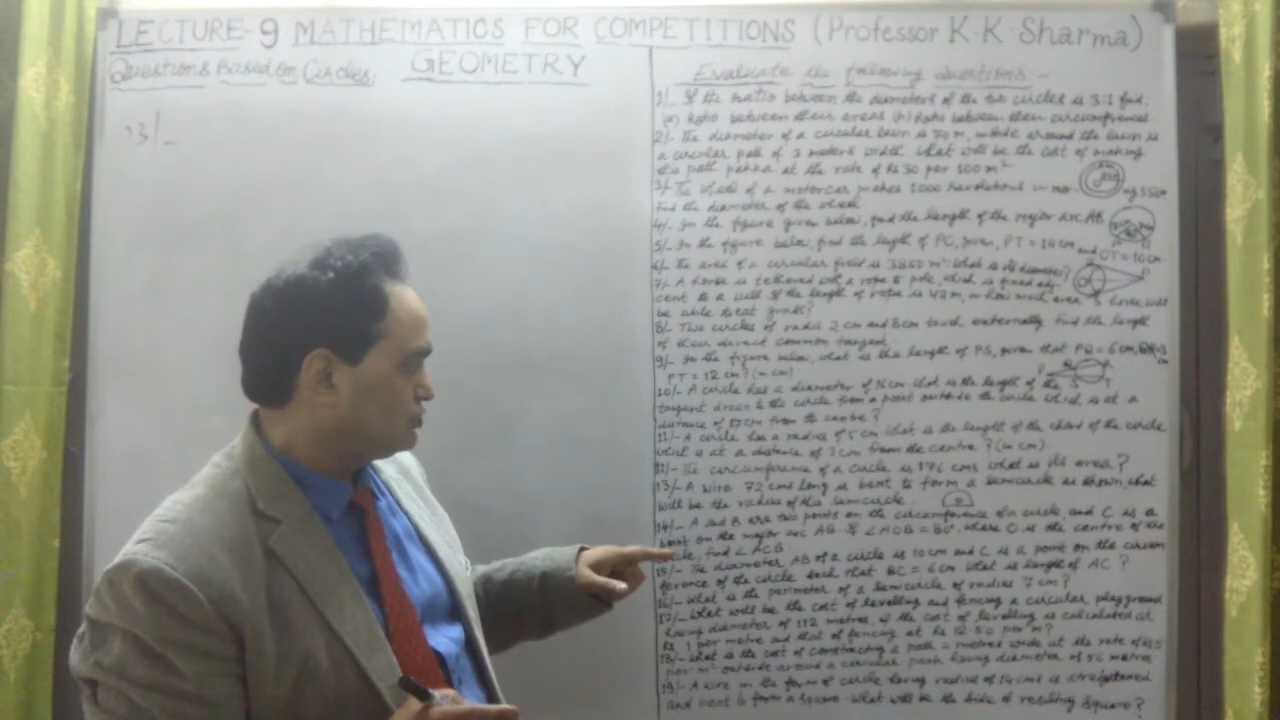 LECTURE-9 MATHEMATICS FOR COMPETITIONS (Professor K.K.Sharma)
Questions Based on Circles: GEOMETRY
13/-
Evaluate the following Questions:-
1/- If the ratio between the diameters of the two circles is 3:1 find:
(a) Ratio between their areas (b) Ratio between their circumferences
2/- The diameter of a circular lawn is 70 m, inside around the lawn is
a circular path of 7 meters width. What will be the cost of making
the path pakka at the rate of Rs 30 per 100 m²
3/- The wheel of a motorcar makes 1000 revolutions in
Find the diameter of the wheel
4/- In the figure given below, find the length of the major arc AB
5/- In the figure below, find the length of PC, given, PT = 14 cm and OT = 10 cm
6/- The area of a circular field is 3850 m². What is its diameter?
7/- A horse is tethered with a rope to pole, which is fixed adj-
cent to a wall. If the length of rope is 42 m, in how much area horse will
be able to eat grass?
8/- Two circles of radii 2 cm and 8 cm touch externally. Find the length
of their direct common tangent.
9/- In the figure below, what is the length of PS, given that PQ = 6 cm,
PT = 12 cm? (in cm)
10/- A circle has a diameter of 16 cm. What is the length of the
tangent drawn to the circle from a point outside the circle which is at a
distance of from the centre?
11/- A circle has a radius of 5 cm. What is the length of the chord of the circle
which is at a distance of 3 cm from the centre? (in cm)
12/- The circumference of a circle is 176 cms what is its area?
13/- A wire 72 cms long is bent to form a semicircle as shown, what
will be the radius of this semicircle.
14/- A and B are two points on the circumference of a circle and C is a
point on the major arc AB. If ∠AOB = 80°. where O is the centre of the
circle, find ∠ACB.
15/- The diameter AB of a circle is 10 cm and C is a point on the circum
ference of the circle such that BC = 6 cm what is length of AC?
16/- What is the perimeter of a semicircle of radius 7 cm?
17/- What will be the cost of levelling and fencing a circular playground
having diameter of 112 metres, if the cost of levelling is calculated at
Rs. 1 per metre and that of fencing at Rs 12.50 per m?
18/- What is the cost of constructing a path 2 metres wide at the rate of Rs 5
per m² outside around a circular park having diameter of 56 metres
19/- A wire in the form of circle having radius of 14 cms is straightened
and bent to form a square. What will be the side of resulting square?